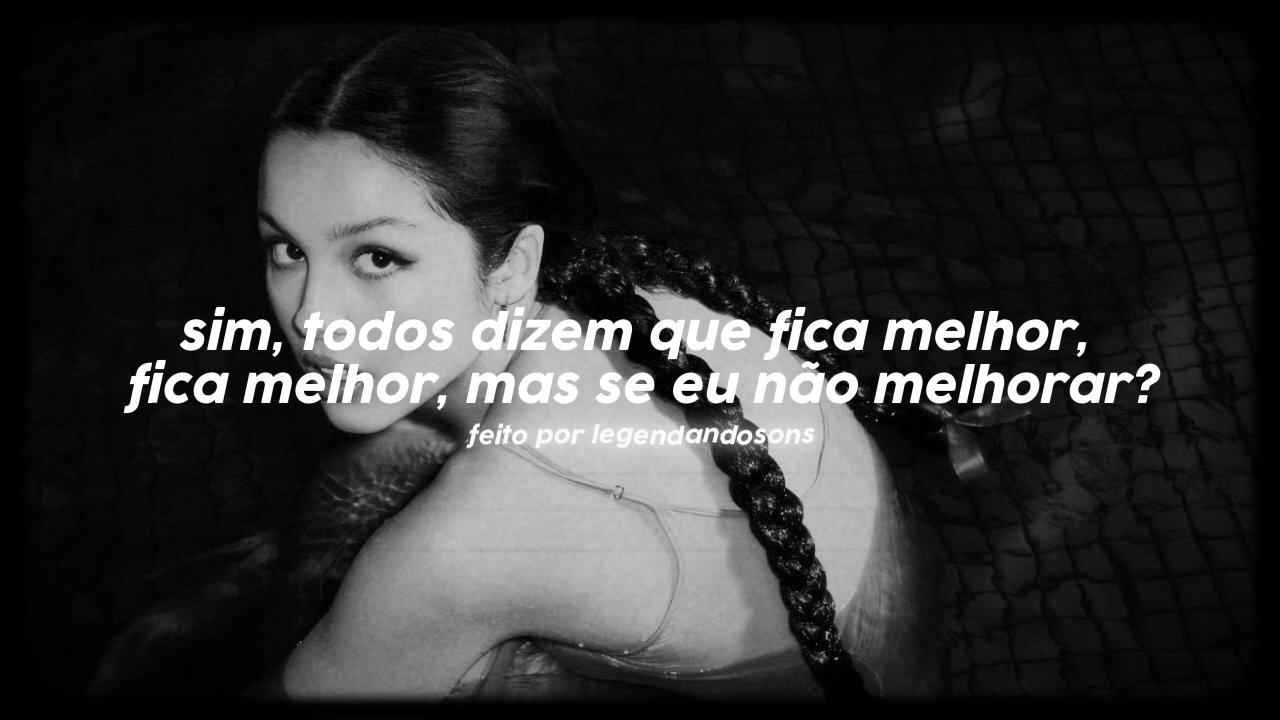 sim, todos dizem que fica melhor,
fica melhor, mas se eu não melhorar?
feito por legendandosons